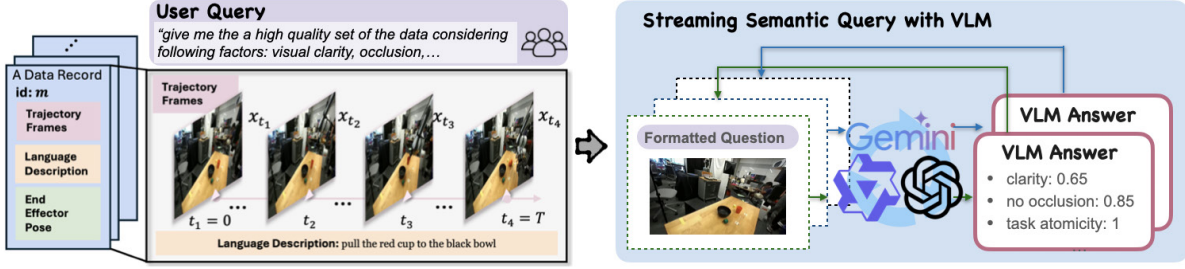 User Query
"give me the a high quality set of the data considering
following factors: visual clarity, occlusion,…
A Data Record
id: m
Trajectory
Frames
Language
Description
End
Effector
Pose
Trajectory
Frames
x_{t_1}
x_{t_2}
x_{t_3}
x_{t_4}
...
...
...
t_1 = 0
t_2
t_3
t_4 = T
Language Description: pull the red cup to the black bowl
Streaming Semantic Query with VLM
Formatted Question
Gemini
VLM Answer
VLM Answer
• clarity: 0.65
• no occlusion: 0.85
• task atomicity: 1
...